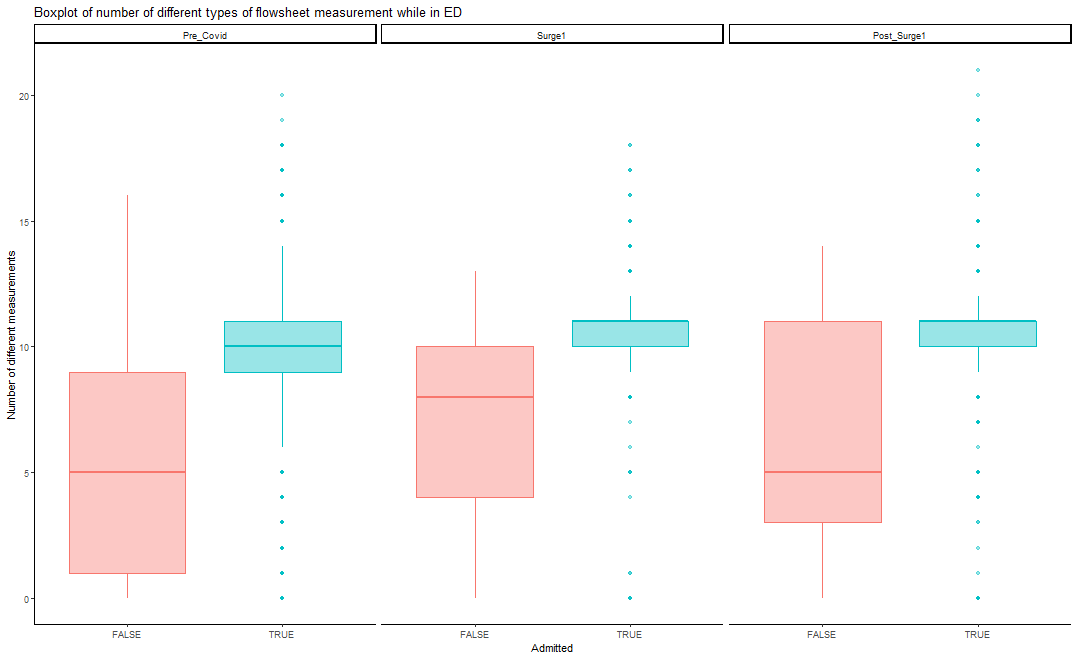 Boxplot of number of different types of flowsheet measurement while in ED
Pre_Covid
Surge1
Post_Surge1
Number of different measurements
20
15
10
5
0
FALSE
TRUE
FALSE
TRUE
FALSE
TRUE
Admitted